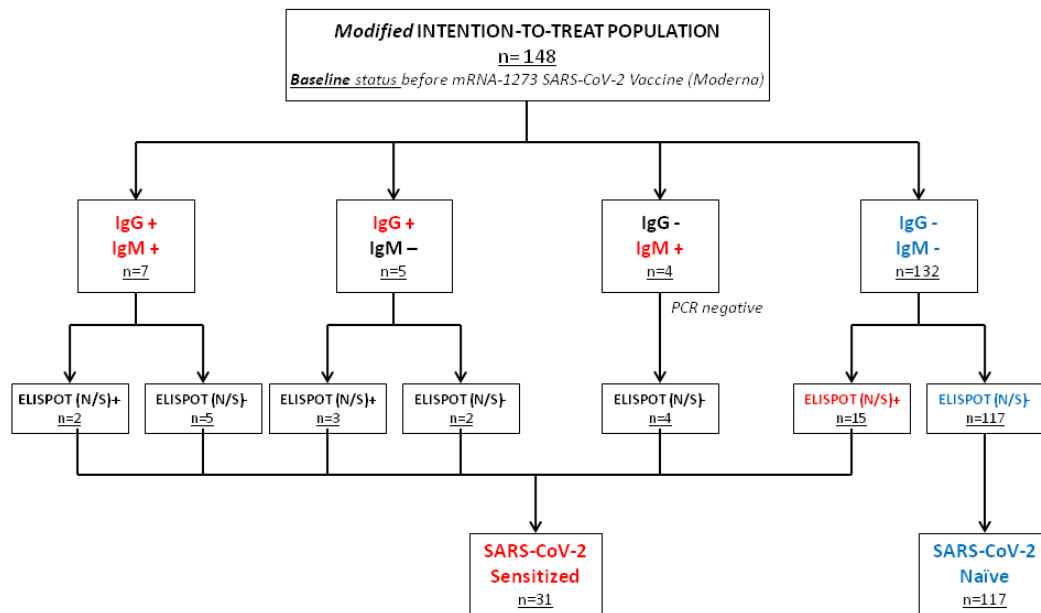 Modified INTENTION-TO-TREAT POPULATION
n= 148
Baseline status before mRNA-1273 SARS-CoV-2 Vaccine (Moderna)
IgG +
IgM +
n=7
IgG +
IgM –
n=5
IgG -
IgM +
n=4
IgG -
IgM -
n=132
PCR negative
ELISPOT (N/S)+
n=2
ELISPOT (N/S)-
n=5
ELISPOT (N/S)+
n=3
ELISPOT (N/S)-
n=2
ELISPOT (N/S)-
n=4
ELISPOT (N/S)+
n=15
ELISPOT (N/S)-
n=117
SARS-CoV-2
Sensitized
n=31
SARS-CoV-2
Naïve
n=117